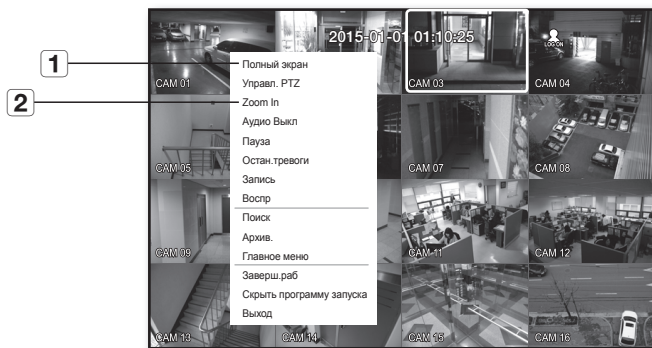 2015-01-01 01:10:25
LOG ON
1
Полный экран
CAM 01
CAM 03
CAM 04
Управл. PTZ
2
Zoom In
Аудио Выкл
Пауза
Остан.тревоги
CAM 05
CAM 07
CAM 08
Запись
Воспр
Поиск
Архив.
CAM 09
CAM 11
CAM 12
Главное меню
Заверш.раб
Скрыть программу запуска
Выход
CAM 13
CAM 14
CAM 15
CAM 16